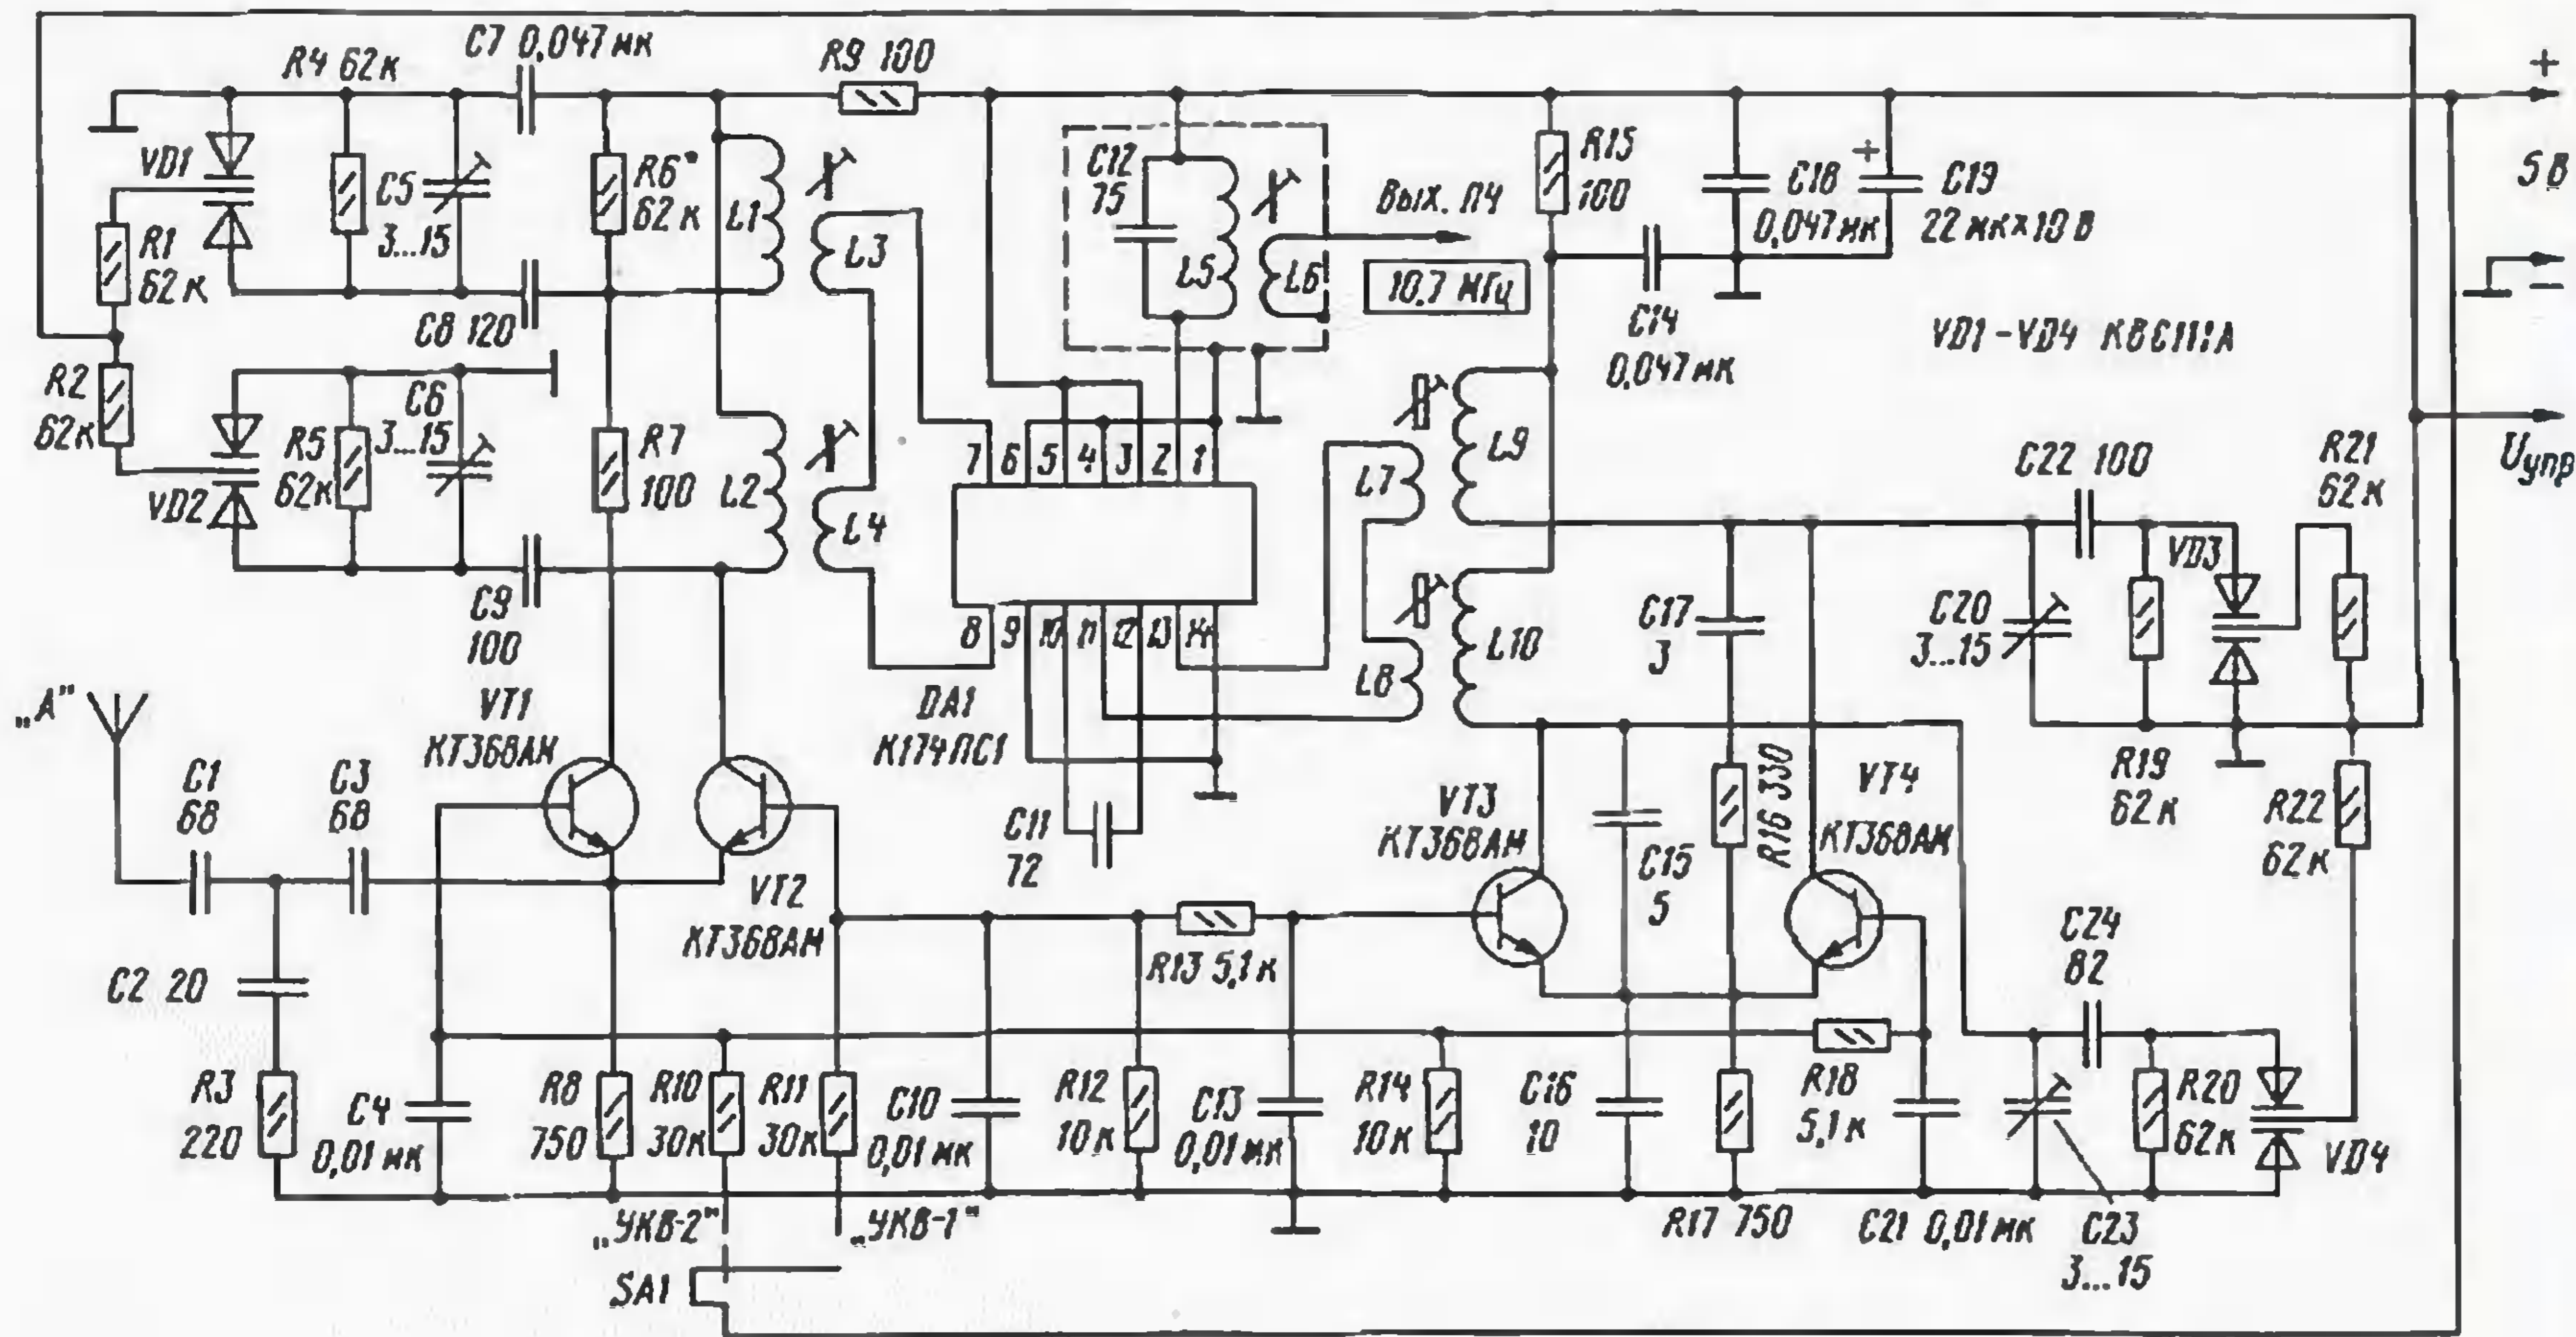 R4 62к
C7 0,047мк
R9 100
+
VD1
R1
62к
C5
3...15
R6*
62к
L1
L3
C12
75
L5
L6
Вых. ПЧ
10,7 МГц
R15
100
C18
0,047мк
+
C19
22мк×10В
5В
−
C8 120
C14
0,047мк
VD1-VD4 КВС111А
R2
62к
VD2
R5
62к
C6
3...15
R7
100
L2
L4
7 6 5 4 3 2 1
L7
L9
C22 100
R21
62к
Uупр
VD3
C9
100
8 9 10 11 12 13 14
L8
L10
C17
3
C20
3...15
„А"
VT1
КТ368АМ
DA1
К174ПС1
C1
68
C3
68
VT2
КТ368АМ
C11
72
VT3
КТ368АМ
C15
5
R16 330
VT4
КТ368АМ
R19
62к
R22
62к
C2 20
R13 5,1к
C24
82
R3
220
C4
0,01мк
R8
750
R10
30к
R11
30к
C10
0,01мк
R12
10к
C13
0,01мк
R14
10к
C16
10
R18
5,1к
R20
62к
VD4
„УКВ-2"
„УКВ-1"
R17 750
C21 0,01мк
C23
3...15
SA1